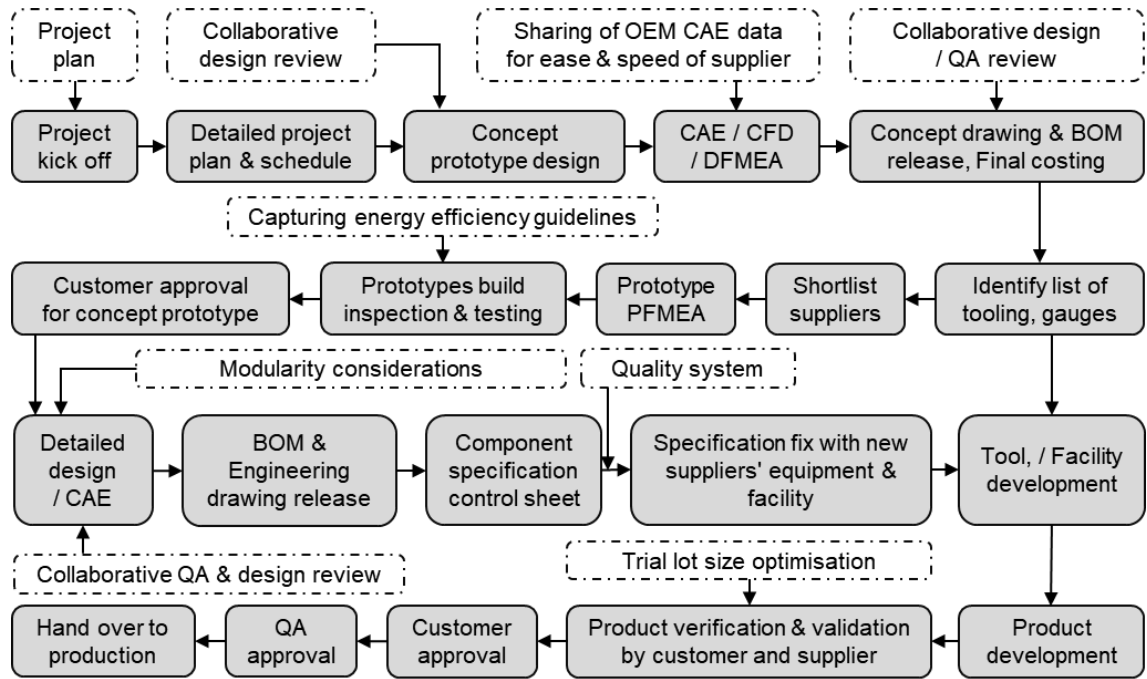 Project
plan
Collaborative
design review
Sharing of OEM CAE data
for ease & speed of supplier
Collaborative design
/ QA review
Project
kick off
Detailed project
plan & schedule
Concept
prototype design
CAE / CFD
/ DFMEA
Concept drawing & BOM
release, Final costing
Capturing energy efficiency guidelines
Customer approval
for concept prototype
Prototypes build
inspection & testing
Prototype
PFMEA
Shortlist
suppliers
Identify list of
tooling, gauges
Modularity considerations
Quality system
Detailed
design
/ CAE
BOM &
Engineering
drawing release
Component
specification
control sheet
Specification fix with new
suppliers' equipment &
facility
Tool, / Facility
development
Collaborative QA & design review
Trial lot size optimisation
Hand over to
production
QA
approval
Customer
approval
Product verification & validation
by customer and supplier
Product
development